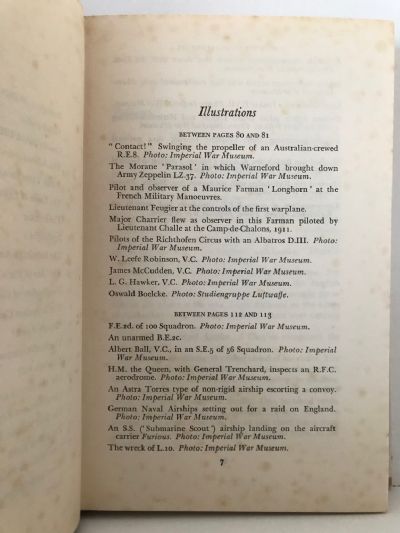 Illustrations
BETWEEN PAGES 80 AND 81
"Contact!" Swinging the propeller of an Australian-crewed
R.E.8. Photo: Imperial War Museum.
The Morane 'Parasol' in which Warneford brought down
Army Zeppelin LZ.37. Photo: Imperial War Museum.
Pilot and observer of a Maurice Farman 'Longhorn' at the
French Military Manoeuvres.
Lieutenant Feugier at the controls of the first warplane.
Major Charrier flew as observer in this Farman piloted by
Lieutenant Challe at the Camp-de-Chalons, 1911.
Pilots of the Richthofen Circus with an Albatros D.III. Photo:
Imperial War Museum.
W. Leefe Robinson, V.C. Photo: Imperial War Museum.
James McCudden, V.C. Photo: Imperial War Museum.
L. G. Hawker, V.C. Photo: Imperial War Museum.
Oswald Boelcke. Photo: Studiengruppe Luftwaffe.
BETWEEN PAGES 112 AND 113
F.E.2d. of 100 Squadron. Photo: Imperial War Museum.
An unarmed B.E.2c.
Albert Ball, V.C., in an S.E.5 of 56 Squadron. Photo: Imperial
War Museum.
H.M. the Queen, with General Trenchard, inspects an R.F.C.
aerodrome. Photo: Imperial War Museum.
An Astra Torres type of non-rigid airship escorting a convoy.
Photo: Imperial War Museum.
German Naval Airships setting out for a raid on England.
Photo: Imperial War Museum.
An S.S. ('Submarine Scout') airship landing on the aircraft
carrier Furious. Photo: Imperial War Museum.
The wreck of L.10. Photo: Imperial War Museum.
7